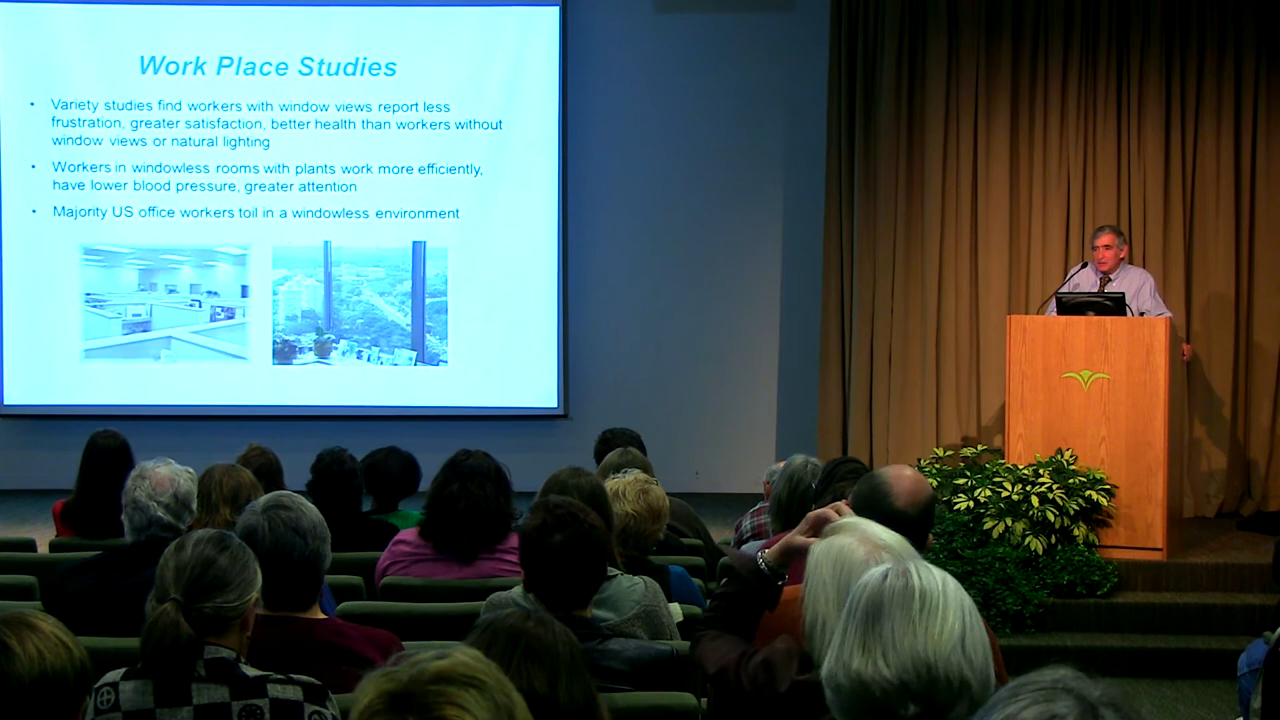 Work Place Studies
• Variety studies find workers with window views report less
frustration, greater satisfaction, better health than workers without
window views or natural lighting
• Workers in windowless rooms with plants work more efficiently,
have lower blood pressure, greater attention
• Majority US office workers toil in a windowless environment